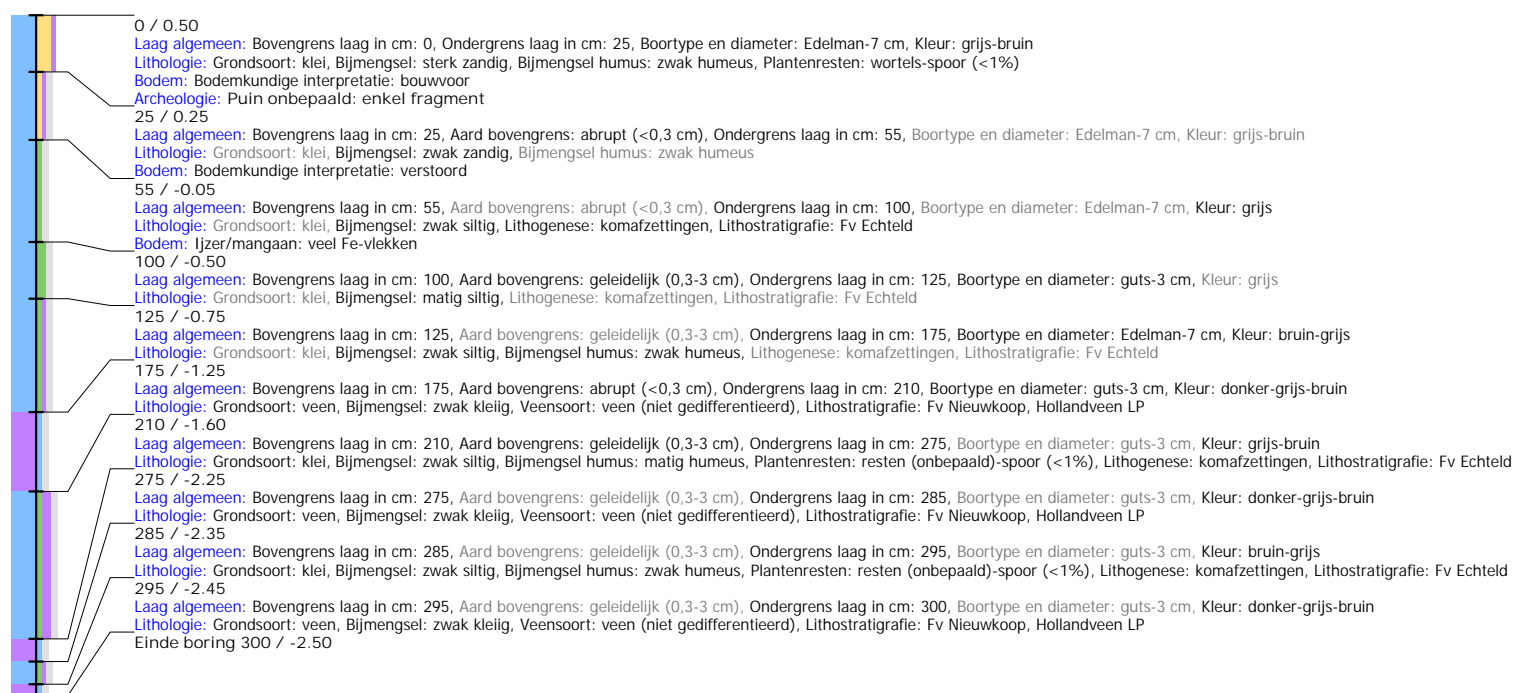 0 / 0.50
Laag algemeen: Bovengrens laag in cm: 0, Ondergrens laag in cm: 25, Boortype en diameter: Edelman-7 cm, Kleur: grijs-bruin
Lithologie: Grondsoort: klei, Bijmengsel: sterk zandig, Bijmengsel humus: zwak humeus, Plantenresten: wortels-spoor (<1%)
Bodem: Bodemkundige interpretatie: bouwvoor
Archeologie: Puin onbepaald: enkel fragment
25 / 0.25
Laag algemeen: Bovengrens laag in cm: 25, Aard bovengrens: abrupt (<0,3 cm), Ondergrens laag in cm: 55, Boortype en diameter: Edelman-7 cm, Kleur: grijs-bruin
Lithologie: Grondsoort: klei, Bijmengsel: zwak zandig, Bijmengsel humus: zwak humeus
Bodem: Bodemkundige interpretatie: verstoord
55 / -0.05
Laag algemeen: Bovengrens laag in cm: 55, Aard bovengrens: abrupt (<0,3 cm), Ondergrens laag in cm: 100, Boortype en diameter: Edelman-7 cm, Kleur: grijs
Lithologie: Grondsoort: klei, Bijmengsel: zwak siltig, Lithogenese: komafzettingen, Lithostratigrafie: Fv Echteld
Bodem: Ijzer/mangaan: veel Fe-vlekken
100 / -0.50
Laag algemeen: Bovengrens laag in cm: 100, Aard bovengrens: geleidelijk (0,3-3 cm), Ondergrens laag in cm: 125, Boortype en diameter: guts-3 cm, Kleur: grijs
Lithologie: Grondsoort: klei, Bijmengsel: matig siltig, Lithogenese: komafzettingen, Lithostratigrafie: Fv Echteld
125 / -0.75
Laag algemeen: Bovengrens laag in cm: 125, Aard bovengrens: geleidelijk (0,3-3 cm), Ondergrens laag in cm: 175, Boortype en diameter: Edelman-7 cm, Kleur: bruin-grijs
Lithologie: Grondsoort: klei, Bijmengsel: zwak siltig, Bijmengsel humus: zwak humeus, Lithogenese: komafzettingen, Lithostratigrafie: Fv Echteld
175 / -1.25
Laag algemeen: Bovengrens laag in cm: 175, Aard bovengrens: abrupt (<0,3 cm), Ondergrens laag in cm: 210, Boortype en diameter: guts-3 cm, Kleur: donker-grijs-bruin
Lithologie: Grondsoort: veen, Bijmengsel: zwak kleiig, Veensoort: veen (niet gedifferentieerd), Lithostratigrafie: Fv Nieuwkoop, Hollandveen LP
210 / -1.60
Laag algemeen: Bovengrens laag in cm: 210, Aard bovengrens: geleidelijk (0,3-3 cm), Ondergrens laag in cm: 275, Boortype en diameter: guts-3 cm, Kleur: grijs-bruin
Lithologie: Grondsoort: klei, Bijmengsel: zwak siltig, Bijmengsel humus: matig humeus, Plantenresten: resten (onbepaald)-spoor (<1%), Lithogenese: komafzettingen, Lithostratigrafie: Fv Echteld
275 / -2.25
Laag algemeen: Bovengrens laag in cm: 275, Aard bovengrens: geleidelijk (0,3-3 cm), Ondergrens laag in cm: 285, Boortype en diameter: guts-3 cm, Kleur: donker-grijs-bruin
Lithologie: Grondsoort: veen, Bijmengsel: zwak kleiig, Veensoort: veen (niet gedifferentieerd), Lithostratigrafie: Fv Nieuwkoop, Hollandveen LP
285 / -2.35
Laag algemeen: Bovengrens laag in cm: 285, Aard bovengrens: geleidelijk (0,3-3 cm), Ondergrens laag in cm: 295, Boortype en diameter: guts-3 cm, Kleur: bruin-grijs
Lithologie: Grondsoort: klei, Bijmengsel: zwak siltig, Bijmengsel humus: zwak humeus, Plantenresten: resten (onbepaald)-spoor (<1%), Lithogenese: komafzettingen, Lithostratigrafie: Fv Echteld
295 / -2.45
Laag algemeen: Bovengrens laag in cm: 295, Aard bovengrens: geleidelijk (0,3-3 cm), Ondergrens laag in cm: 300, Boortype en diameter: guts-3 cm, Kleur: donker-grijs-bruin
Lithologie: Grondsoort: veen, Bijmengsel: zwak kleiig, Veensoort: veen (niet gedifferentieerd), Lithostratigrafie: Fv Nieuwkoop, Hollandveen LP
Einde boring 300 / -2.50